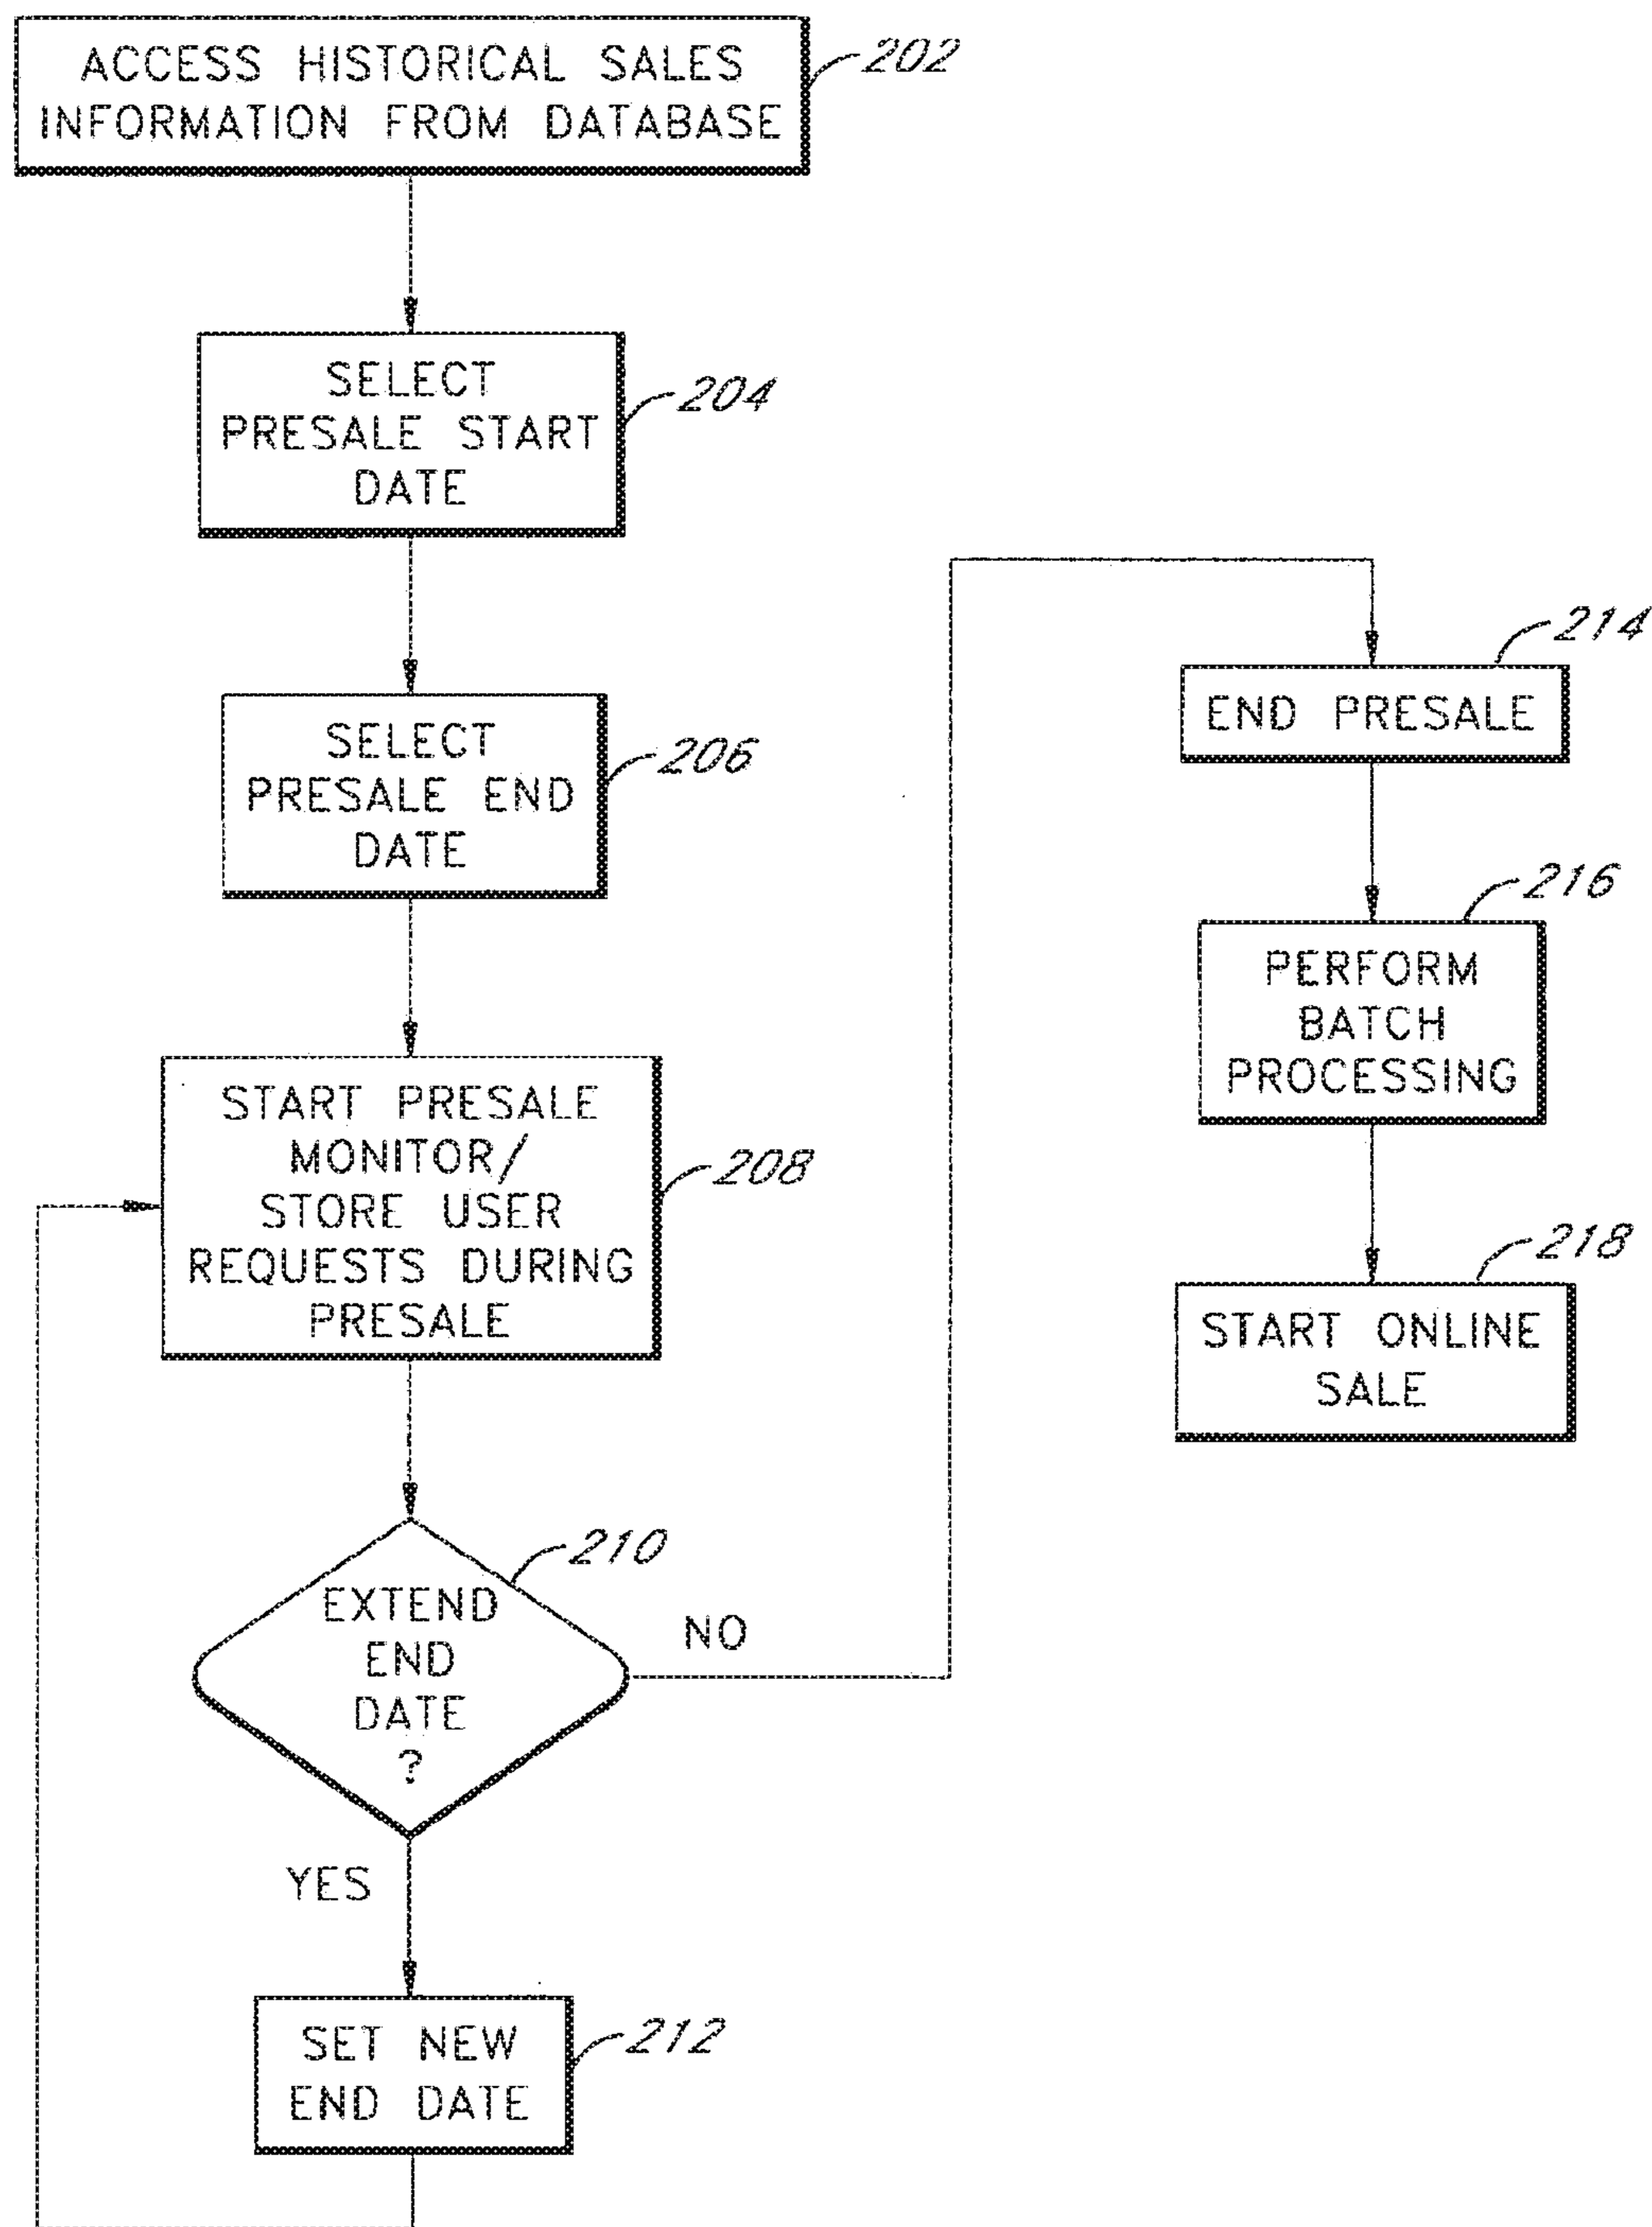 ACCESS HISTORICAL SALES
INFORMATION FROM DATABASE
202
SELECT
PRESALE START
DATE
204
SELECT
PRESALE END
DATE
206
START PRESALE
MONITOR/
STORE USER
REQUESTS DURING
PRESALE
208
EXTEND
END
DATE
?
210
NO
YES
SET NEW
END DATE
212
END PRESALE
214
PERFORM
BATCH
PROCESSING
216
START ONLINE
SALE
218